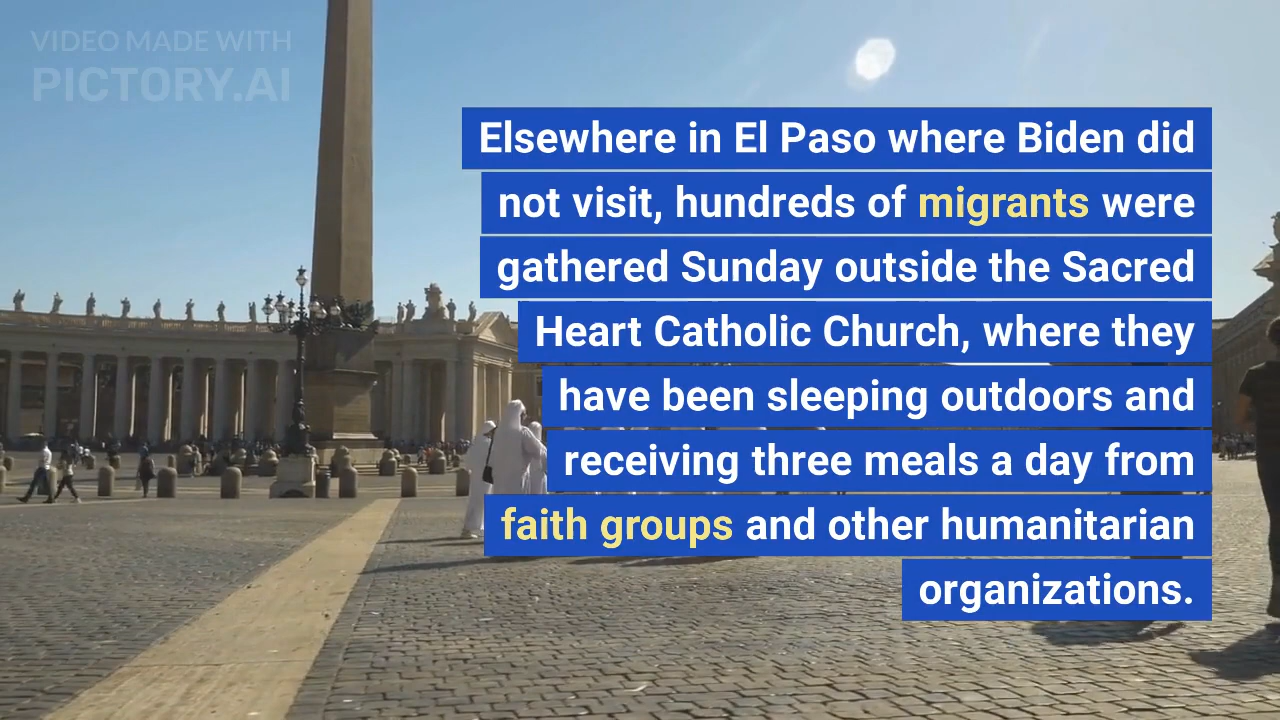 VIDEO MADE WITH
PICTORY.AI
Elsewhere in El Paso where Biden did
not visit, hundreds of migrants were
gathered Sunday outside the Sacred
Heart Catholic Church, where they
have been sleeping outdoors and
receiving three meals a day from
faith groups and other humanitarian
organizations.